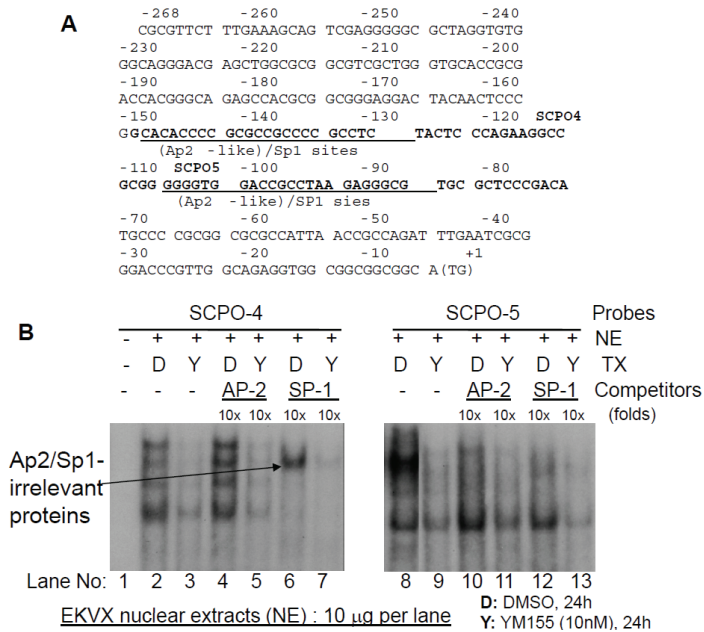 A
-268 -260 -250 -240
CGCGTTCT TTGAAAGCAG TCGAGGGGGC GCTAGGTGTG
-230 -220 -210 -200
GGCAGGGACG AGCTGGCGCG GCGTCGCTGG GTGCACCGCG
-190 -180 -170 -160
ACCACGGGCA GAGCCACGCG GCGGGAGGAC TACAACTCCC
-150 -140 -130 -120 SCPO4
GGCACACCCC GCGCCGCCCC GCCTC TACTC CCAGAAGGCC
(Ap2 -like)/Sp1 sites
-110 SCPO5 -100 -90 -80
GCGG GGGGTG GACCGCCTAA GAGGGCG TGC GCTCCCGACA
(Ap2 -like)/SP1 sies
-70 -60 -50 -40
TGCCC CGCGG CGCGCCATTA ACCGCCAGAT TTGAATCGCG
-30 -20 -10 +1
GGACCCGTTG GCAGAGGTGG CGGCGGCGGC A(TG)
B
SCPO-4 SCPO-5 Probes
- + + + + + + + + + + + + NE
- D Y D Y D Y D Y D Y D Y TX
- - - AP-2 SP-1 - - AP-2 SP-1 Competitors
10x 10x 10x 10x 10x 10x 10x 10x (folds)
Ap2/Sp1-
irrelevant
proteins
Lane No: 1 2 3 4 5 6 7 8 9 10 11 12 13
EKVX nuclear extracts (NE) : 10 µg per lane
D: DMSO, 24h
Y: YM155 (10nM), 24h